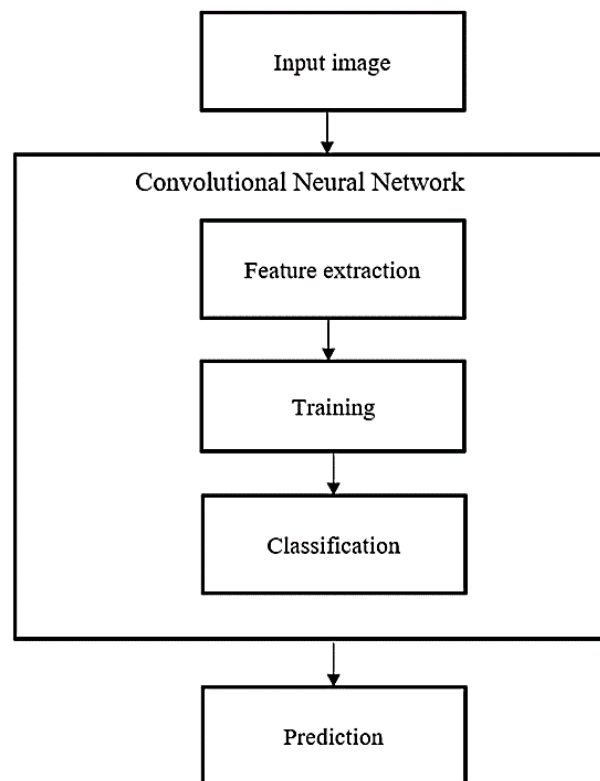 Input image
Convolutional Neural Network
Feature extraction
Training
Classification
Prediction